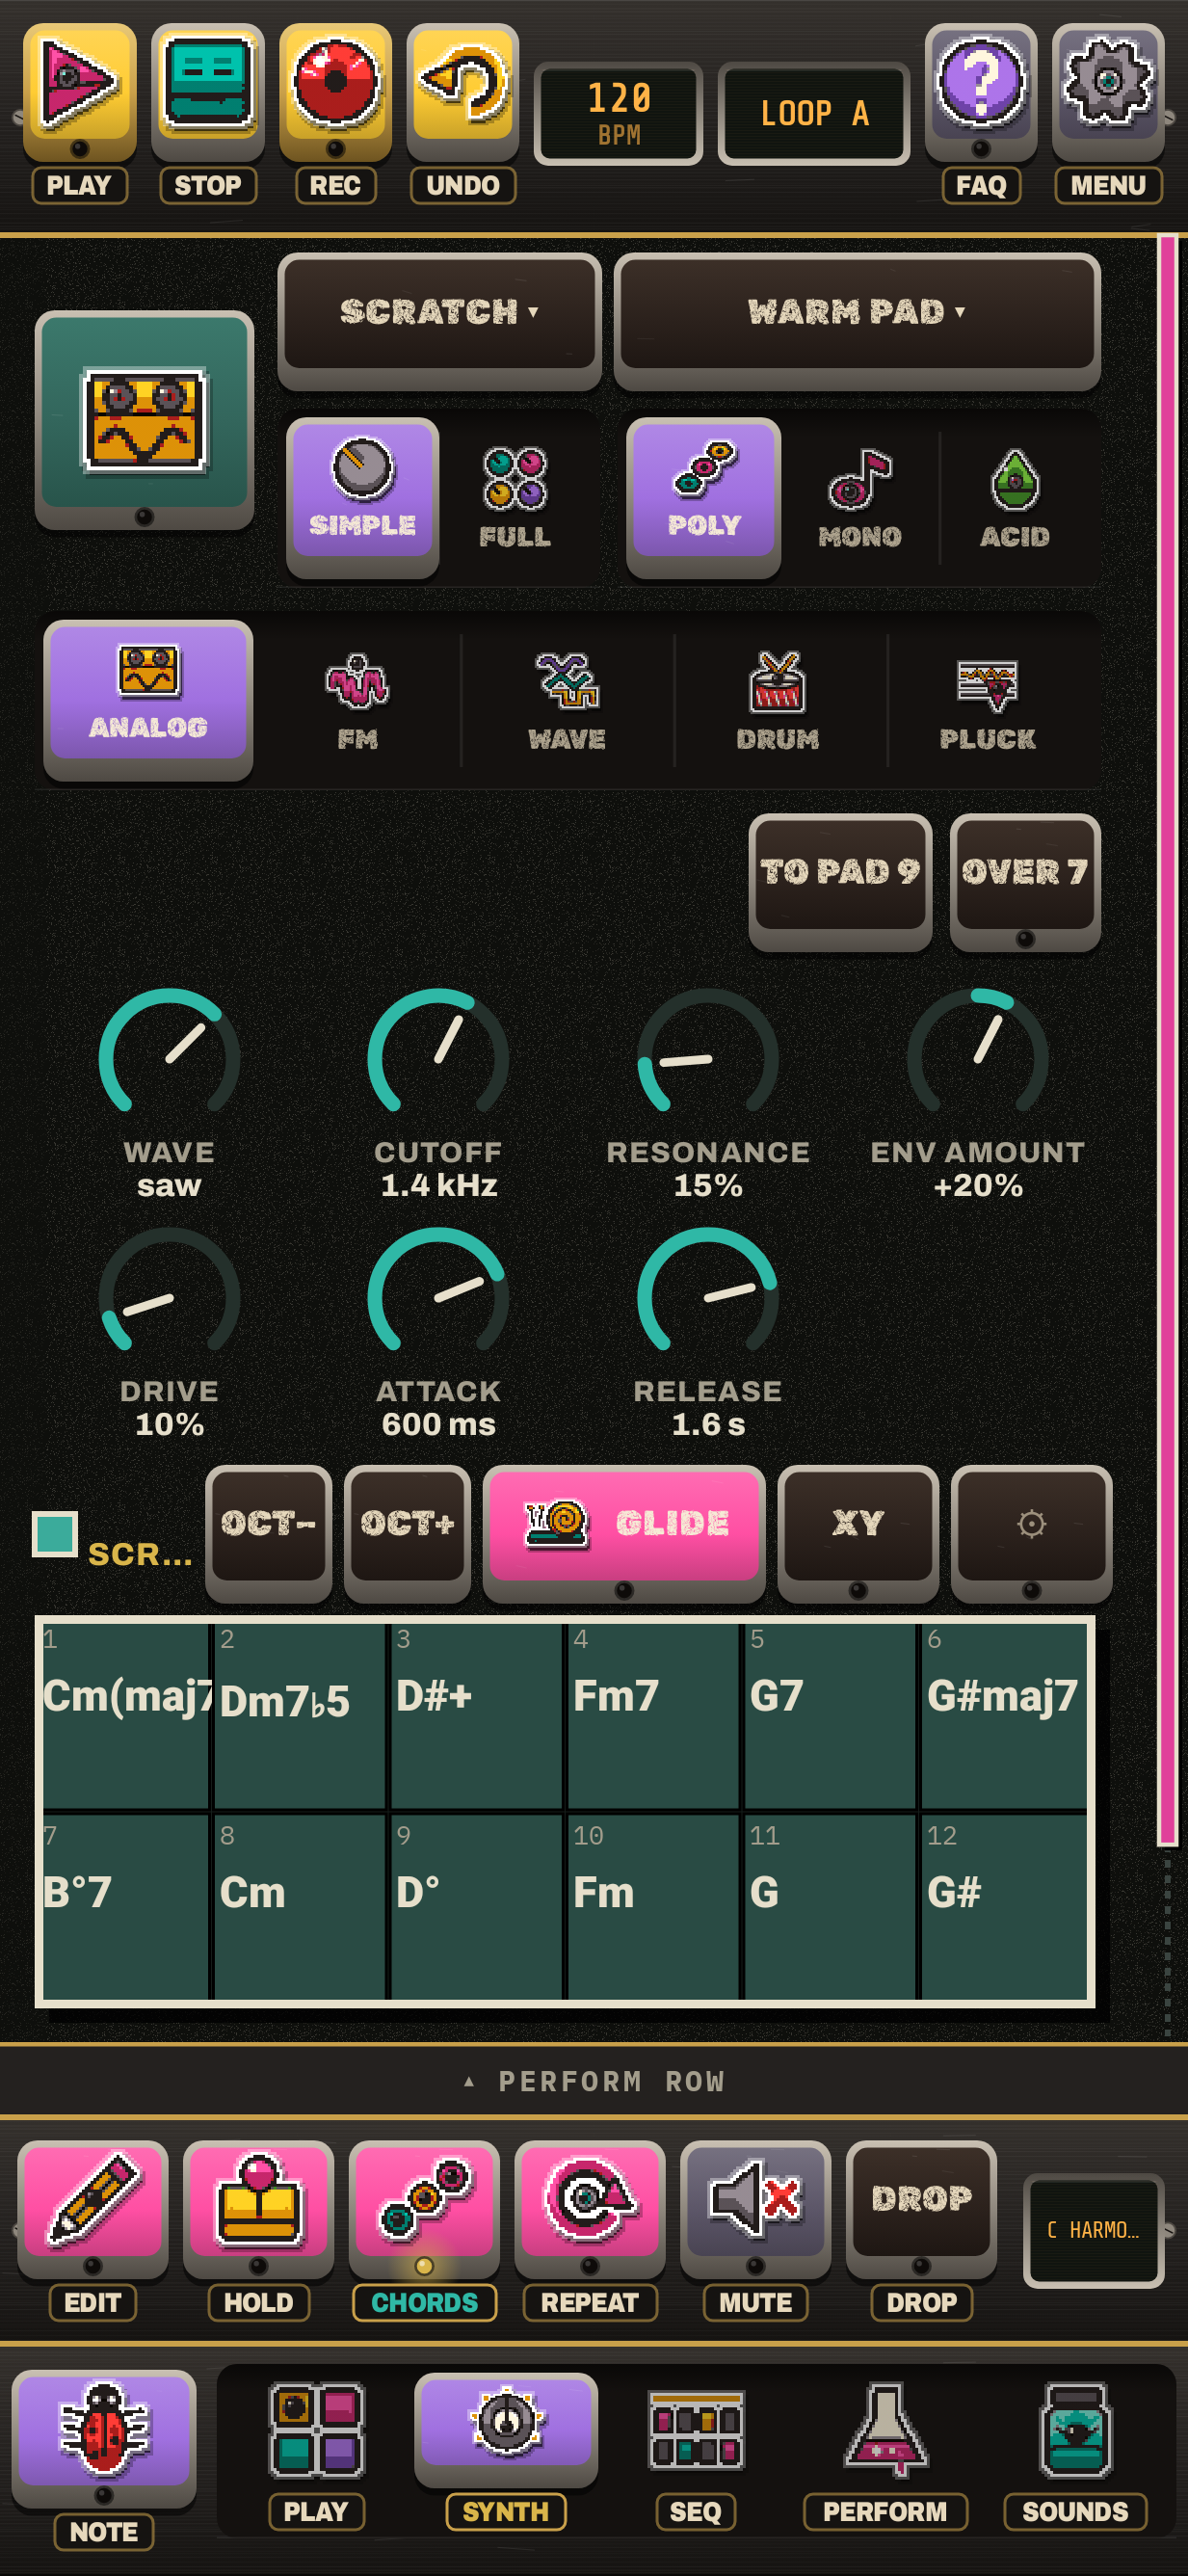 120
BPM
LOOP A
PLAY
STOP
REC
UNDO
FAQ
MENU
SCRATCH ▾
WARM PAD ▾
SIMPLE
FULL
POLY
MONO
ACID
ANALOG
FM
WAVE
DRUM
PLUCK
TO PAD 9
OVER 7
WAVE
saw
CUTOFF
1.4 kHz
RESONANCE
15%
ENV AMOUNT
+20%
DRIVE
10%
ATTACK
600 ms
RELEASE
1.6 s
SCR...
OCT-
OCT+
GLIDE
XY
1
Cm(maj7
2
Dm7♭5
3
D#+
4
Fm7
5
G7
6
G#maj7
7
B°7
8
Cm
9
D°
10
Fm
11
G
12
G#
▴ PERFORM ROW
DROP
C HARMO…
EDIT
HOLD
CHORDS
REPEAT
MUTE
DROP
NOTE
PLAY
SYNTH
SEQ
PERFORM
SOUNDS